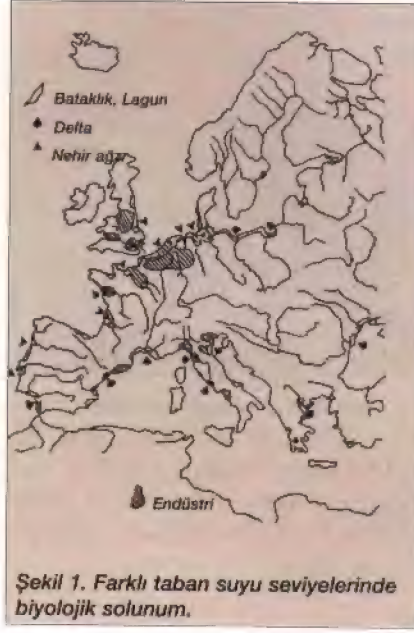 Bataklık, Lagun
Delta
Nehir ağzı
Endüstri
Şekil 1. Farklı taban suyu seviyelerinde
biyolojik solunum.